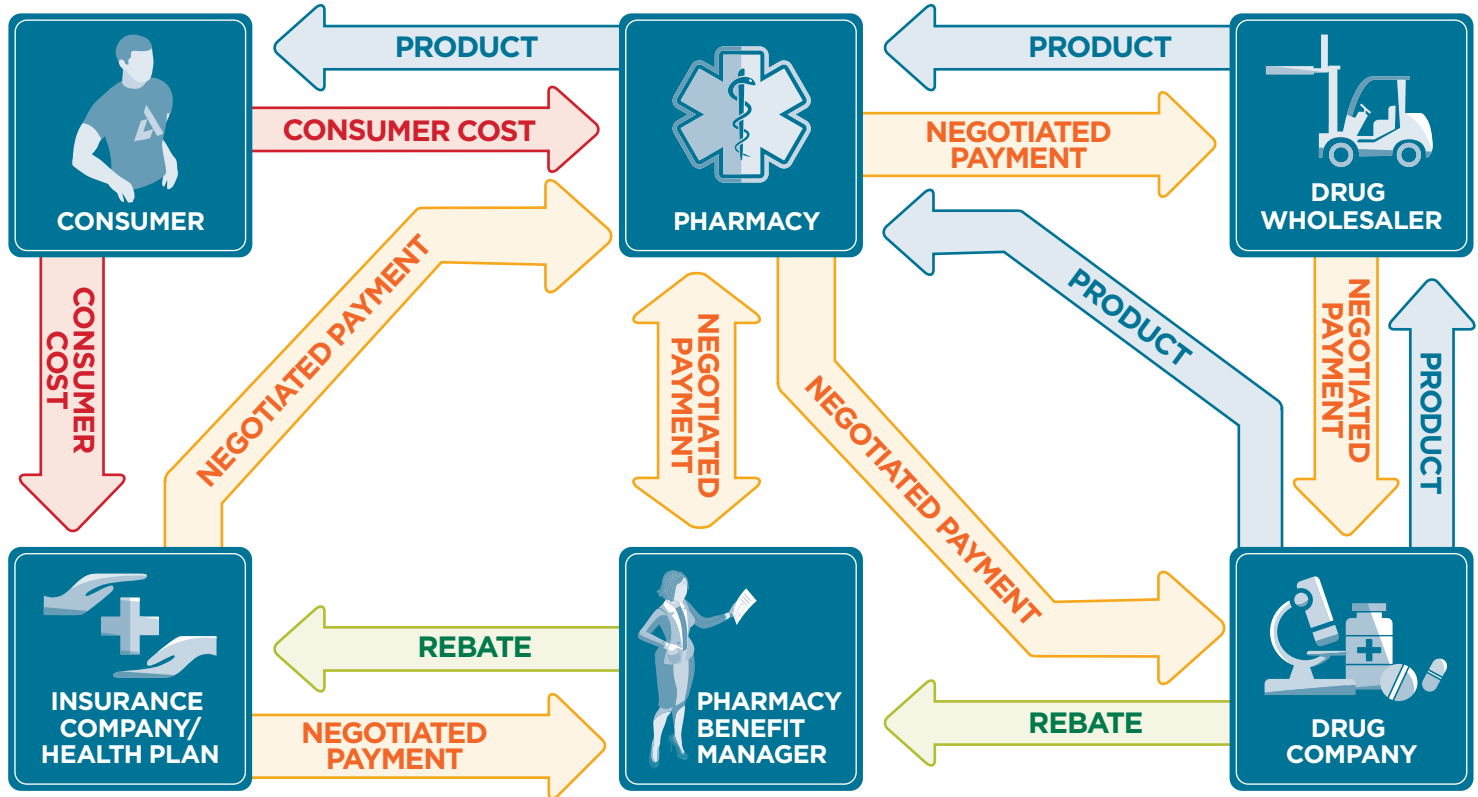 PRODUCT
PRODUCT
CONSUMER COST
NEGOTIATED
PAYMENT
CONSUMER
PHARMACY
DRUG
WHOLESALER
CONSUMER
COST
NEGOTIATED PAYMENT
NEGOTIATED
PAYMENT
NEGOTIATED PAYMENT
PRODUCT
NEGOTIATED
PAYMENT
PRODUCT
INSURANCE
COMPANY/
HEALTH PLAN
REBATE
NEGOTIATED
PAYMENT
PHARMACY
BENEFIT
MANAGER
REBATE
DRUG
COMPANY